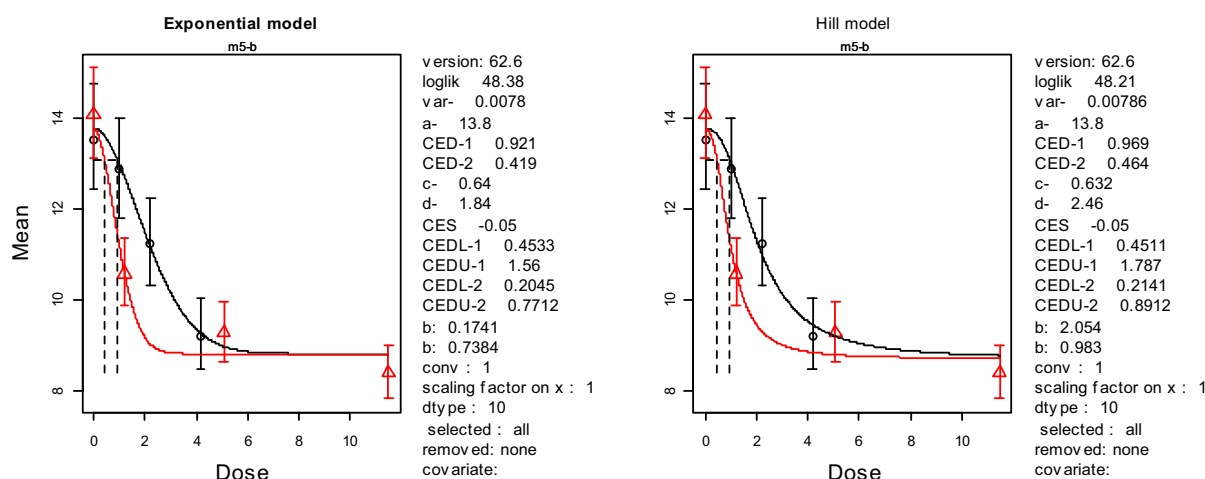 Exponential model
m5-b
14
12
10
8
Mean
0 2 4 6 8 10
Dose
version: 62.6
loglik 48.38
var- 0.0078
a- 13.8
CED-1 0.921
CED-2 0.419
c- 0.64
d- 1.84
CES -0.05
CEDL-1 0.4533
CEDU-1 1.56
CEDL-2 0.2045
CEDU-2 0.7712
b: 0.1741
b: 0.7384
conv : 1
scaling factor on x : 1
dtype : 10
selected : all
removed: none
covariate:
Hill model
m5-b
14
12
10
8
0 2 4 6 8 10
Dose
version: 62.6
loglik 48.21
var- 0.00786
a- 13.8
CED-1 0.969
CED-2 0.464
c- 0.632
d- 2.46
CES -0.05
CEDL-1 0.4511
CEDU-1 1.787
CEDL-2 0.2141
CEDU-2 0.8912
b: 2.054
b: 0.983
conv : 1
scaling factor on x : 1
dtype : 10
selected : all
removed: none
covariate: